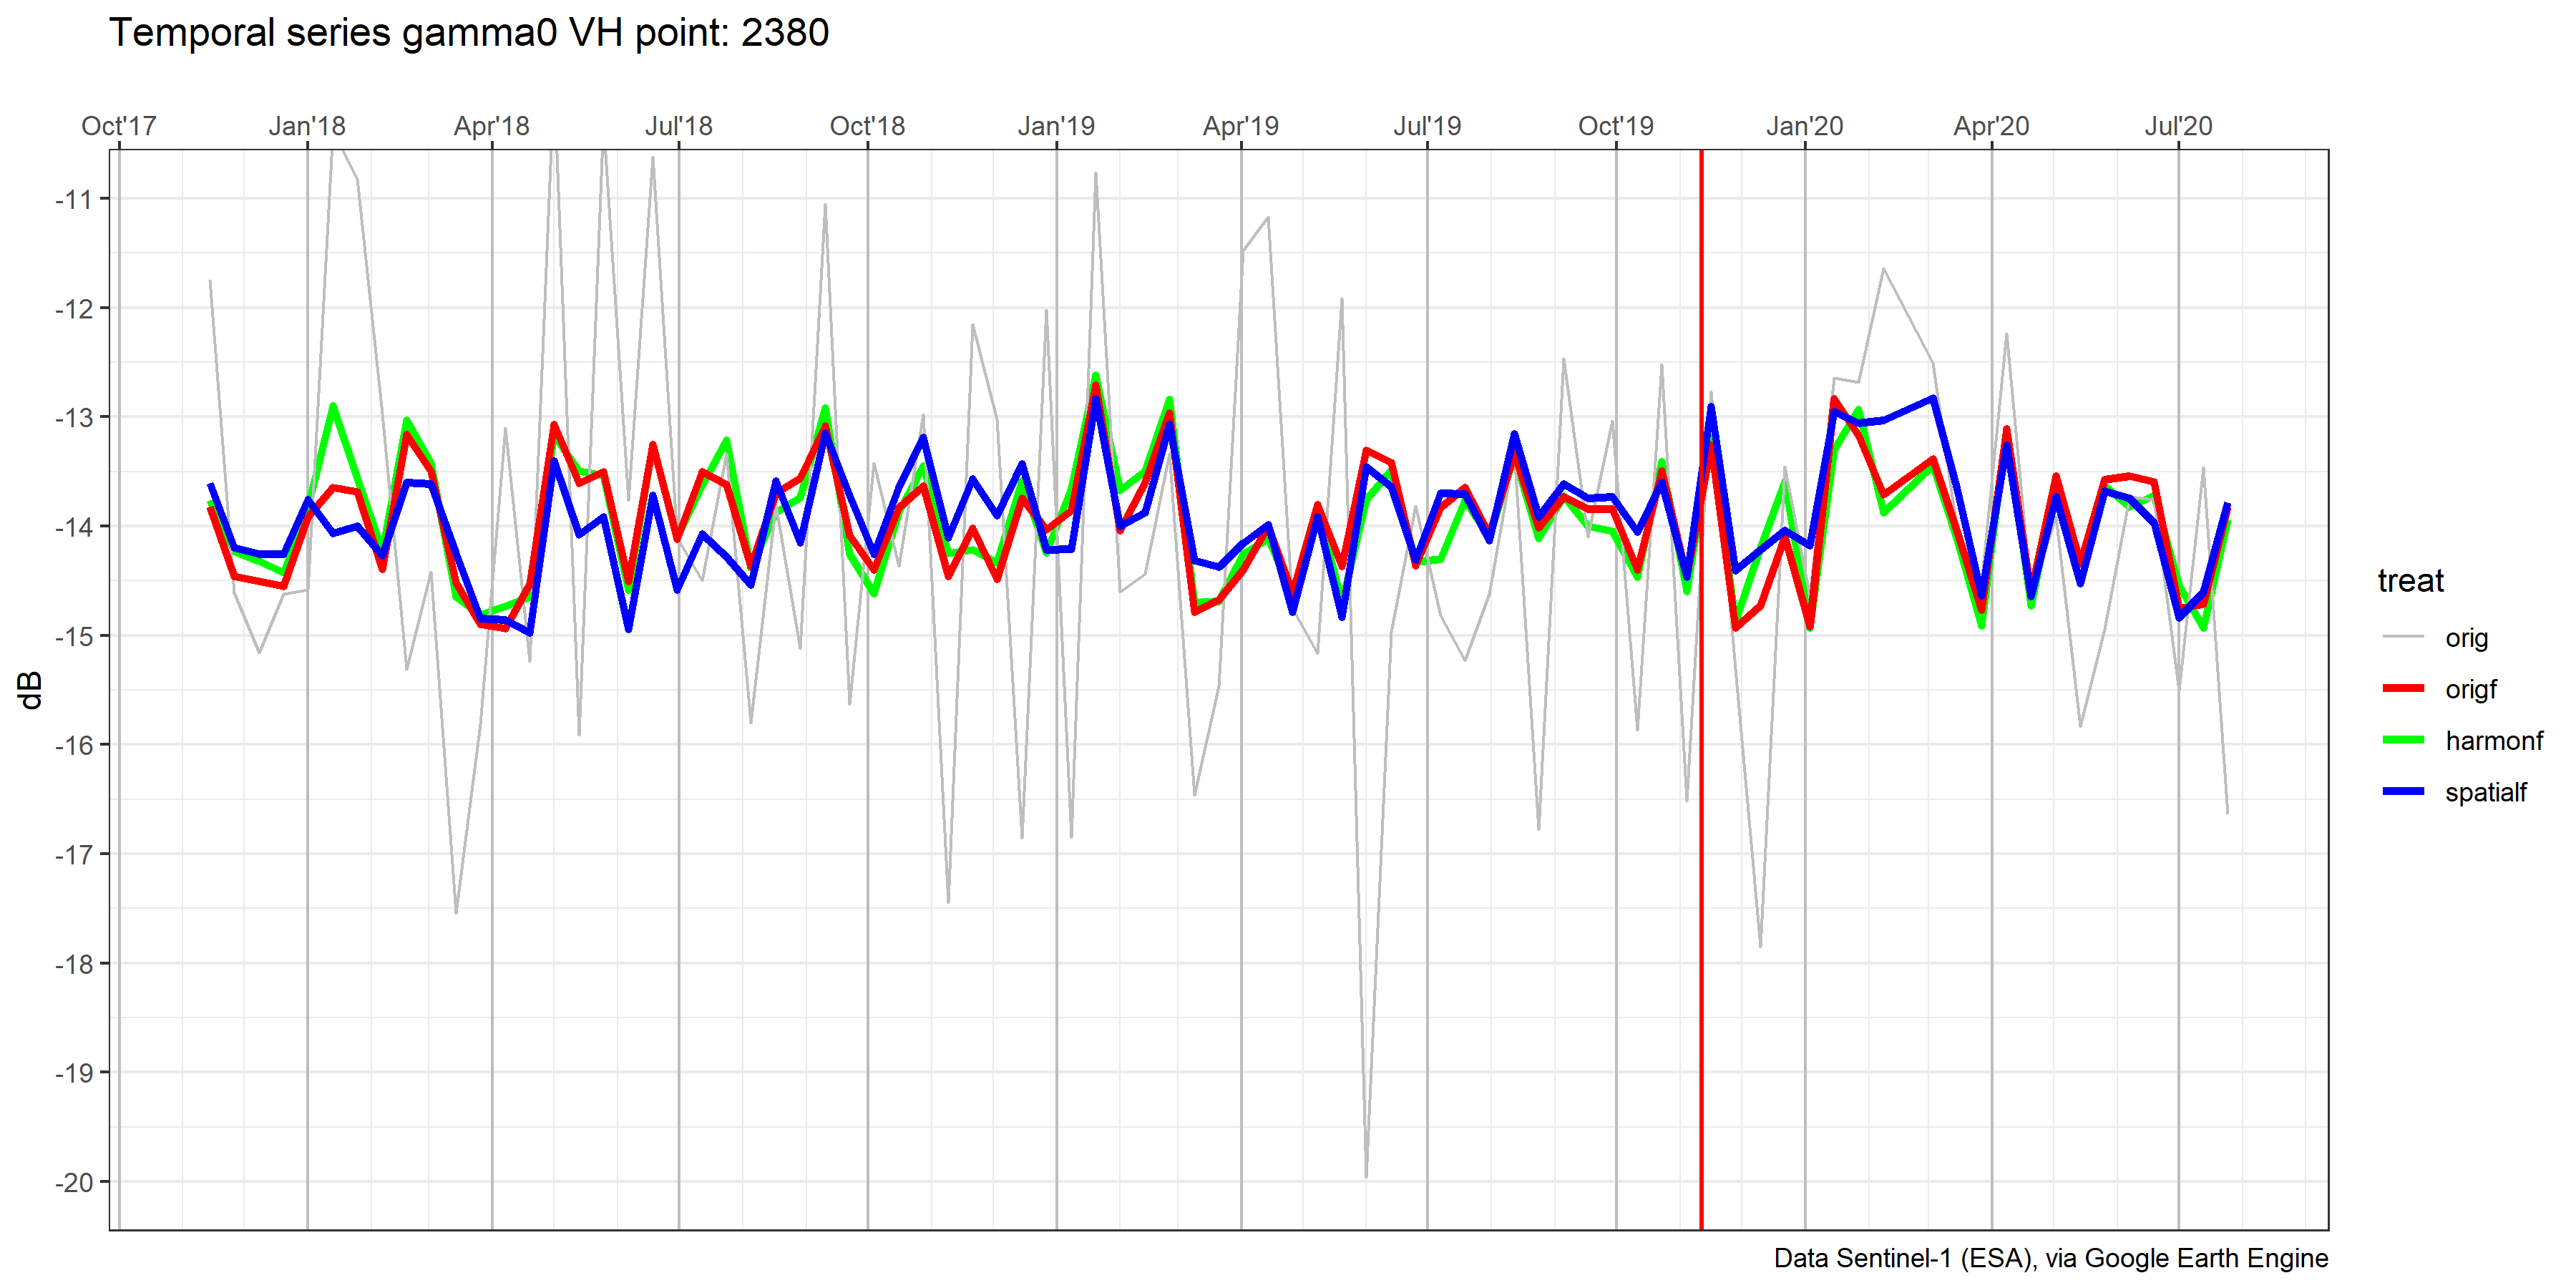 Temporal series gamma0 VH point: 2380
Oct'17 Jan'18 Apr'18 Jul'18 Oct'18 Jan'19 Apr'19 Jul'19 Oct'19 Jan'20 Apr'20 Jul'20
-11
-12
-13
-14
-15
-16
-17
-18
-19
-20
dB
treat
orig
origf
harmonf
spatialf
Data Sentinel-1 (ESA), via Google Earth Engine